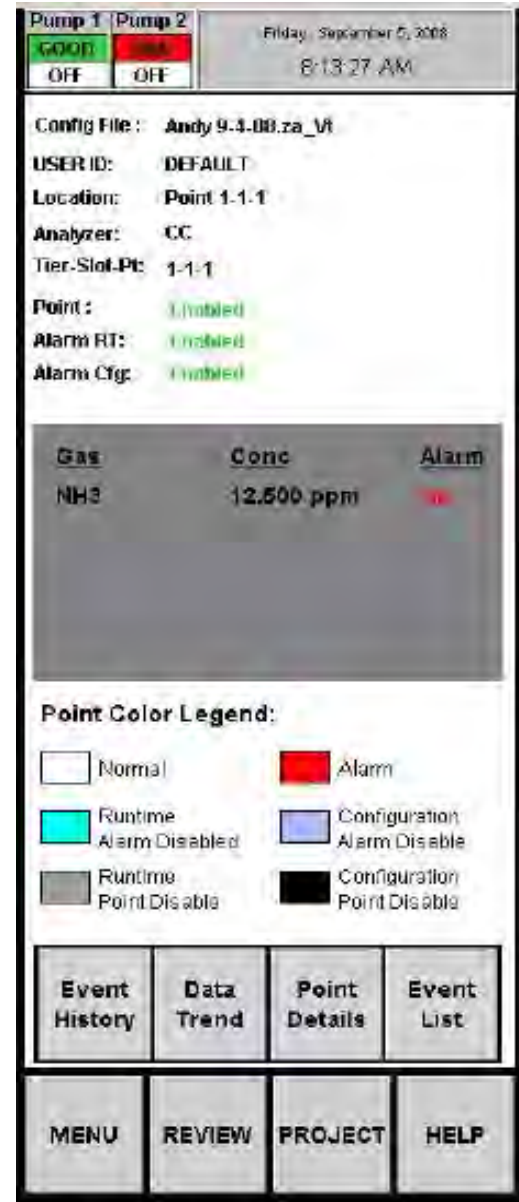 Pump 1 Pump 2
GOOD
OFF OFF
Friday, September 5, 2008
8:13:27 AM
Config File : Andy 9-4-08.za_Vt
USER ID: DEFAULT
Location: Point 1-1-1
Analyzer: CC
Tier-Slot-Pt: 1-1-1
Point : Enabled
Alarm RT: Enabled
Alarm Cfg: Enabled
Gas Conc Alarm
NH3 12.500 ppm
Point Color Legend:
Normal
Alarm
Runtime
Alarm Disabled
Configuration
Alarm Disable
Runtime
Point Disable
Configuration
Point Disable
Event
History
Data
Trend
Point
Details
Event
List
MENU REVIEW PROJECT HELP